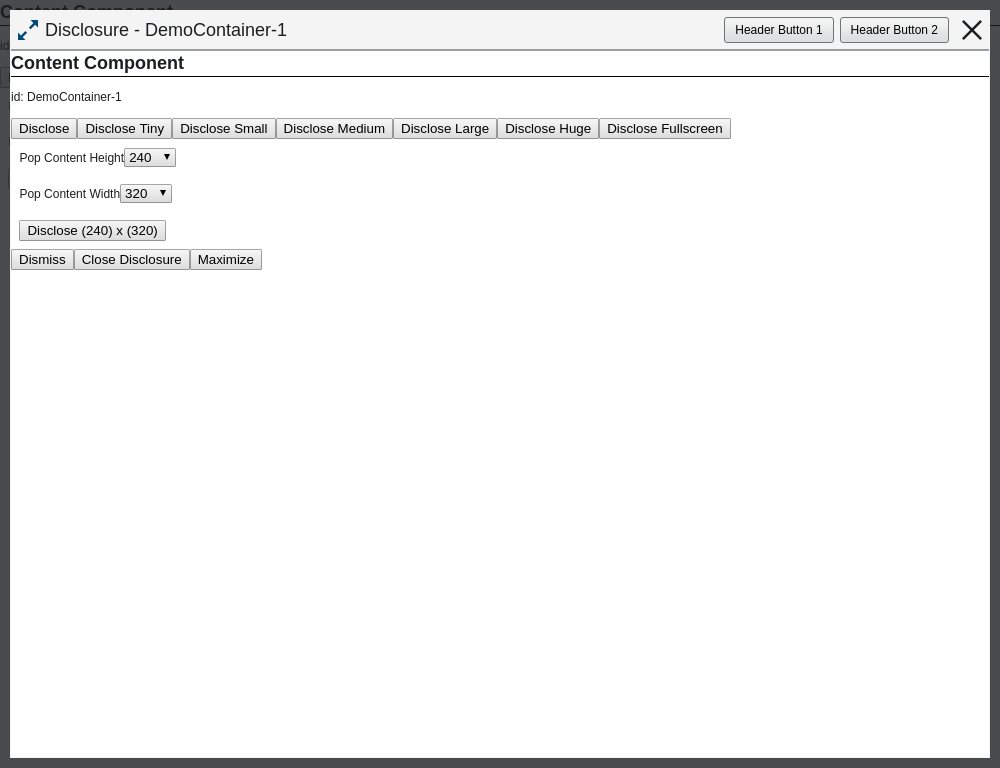 Disclosure - DemoContainer-1
Header Button 1
Header Button 2
Content Component
id: DemoContainer-1
Disclose Disclose Tiny Disclose Small Disclose Medium Disclose Large Disclose Huge Disclose Fullscreen
Pop Content Height 240
Pop Content Width 320
Disclose (240) x (320)
Dismiss Close Disclosure Maximize